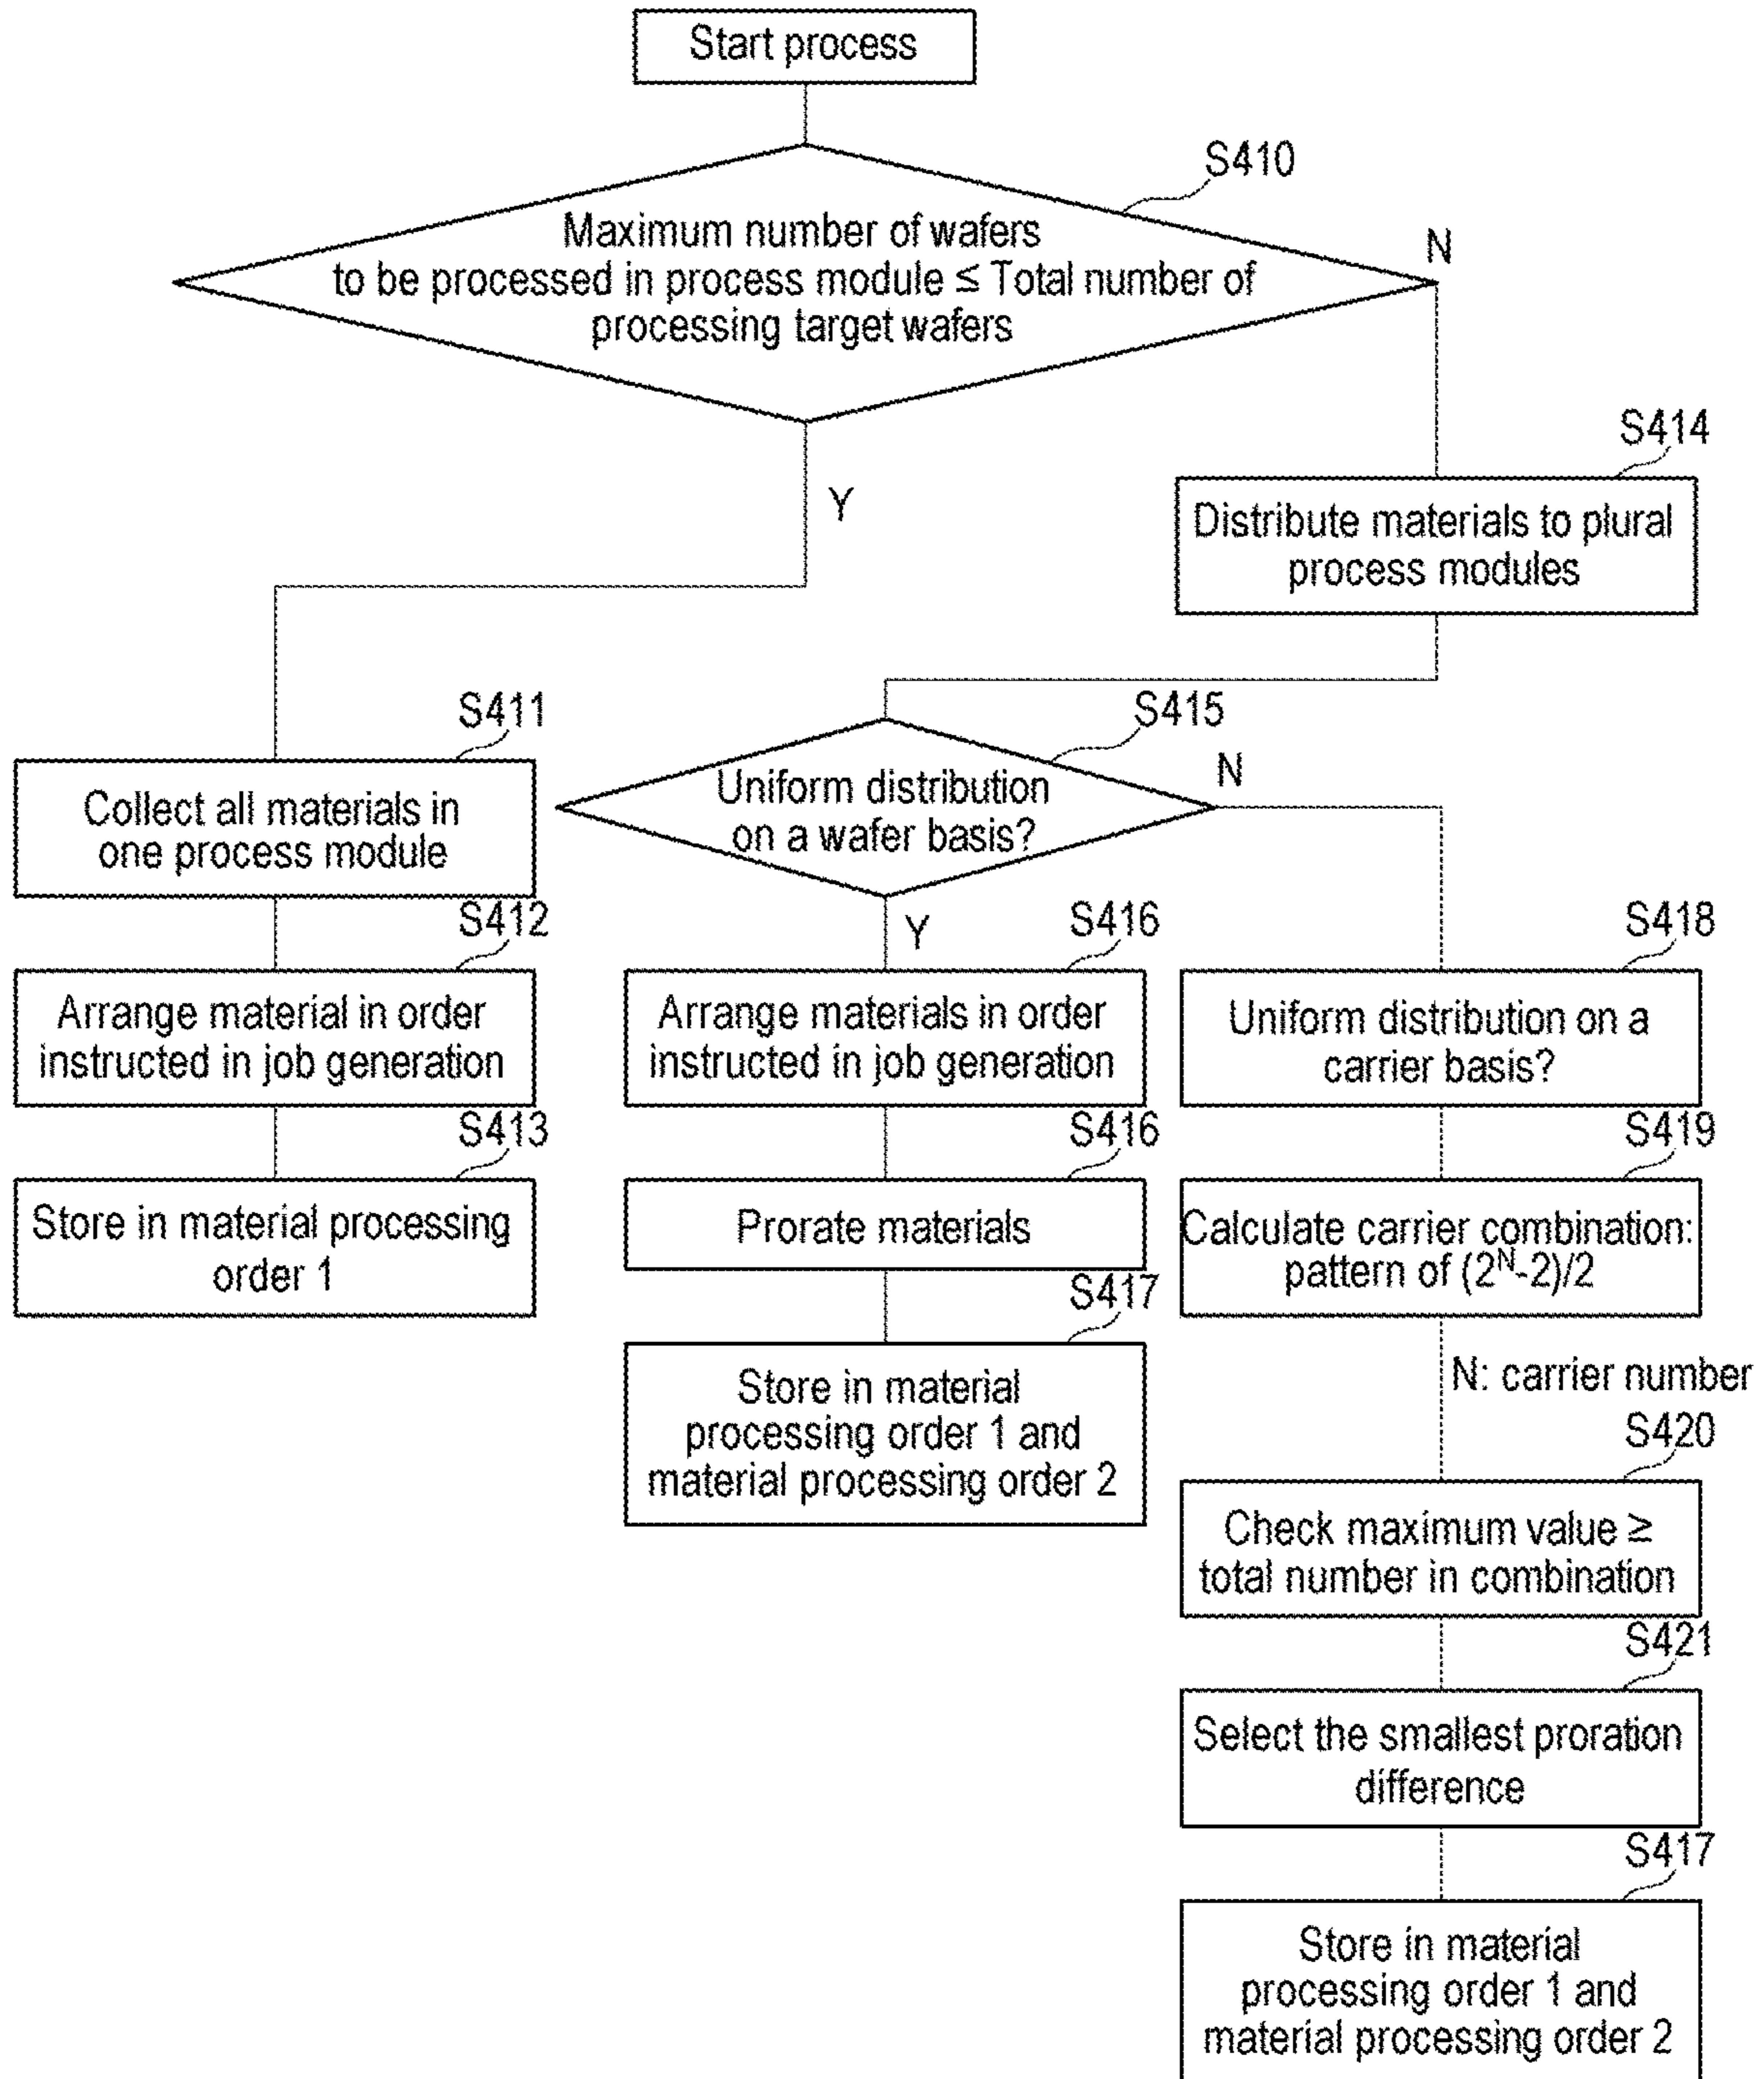 Start process
S410
Maximum number of wafers
to be processed in process module ≤ Total number of
processing target wafers
N
Y
S414
Distribute materials to plural
process modules
S411
Collect all materials in
one process module
S412
Arrange material in order
instructed in job generation
S413
Store in material processing
order 1
S415
Uniform distribution
on a wafer basis?
N
Y
S416
Arrange materials in order
instructed in job generation
S416
Prorate materials
S417
Store in material
processing order 1 and
material processing order 2
S418
Uniform distribution on a
carrier basis?
S419
Calculate carrier combination:
pattern of (2ᴺ-2)/2
N: carrier number
S420
Check maximum value ≥
total number in combination
S421
Select the smallest proration
difference
S417
Store in material
processing order 1 and
material processing order 2